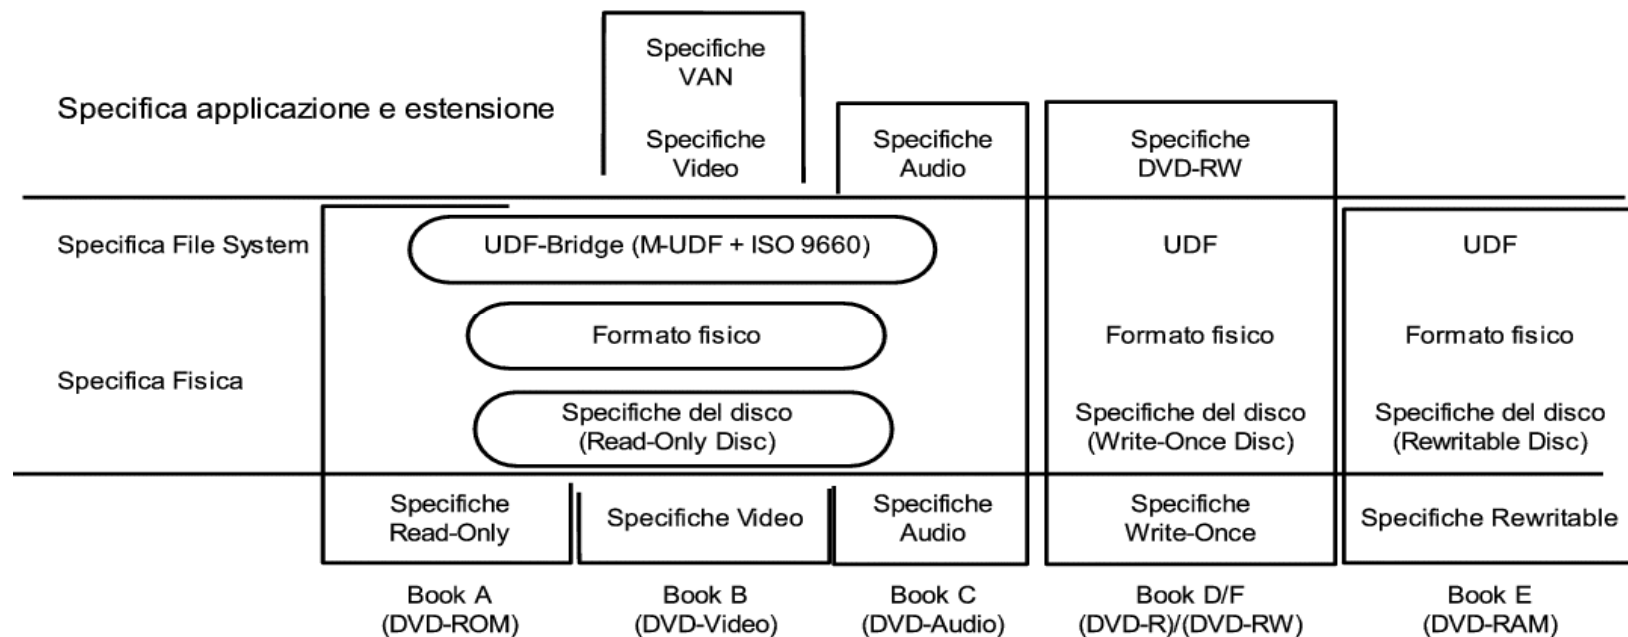 Specifiche
VAN
Specifica applicazione e estensione
Specifiche
Video
Specifiche
Audio
Specifiche
DVD-RW
Specifica File System
UDF-Bridge (M-UDF + ISO 9660)
UDF
UDF
Formato fisico
Formato fisico
Formato fisico
Specifica Fisica
Specifiche del disco
(Read-Only Disc)
Specifiche del disco
(Write-Once Disc)
Specifiche del disco
(Rewritable Disc)
Specifiche
Read-Only
Specifiche Video
Specifiche
Audio
Specifiche
Write-Once
Specifiche Rewritable
Book A
(DVD-ROM)
Book B
(DVD-Video)
Book C
(DVD-Audio)
Book D/F
(DVD-R)/(DVD-RW)
Book E
(DVD-RAM)